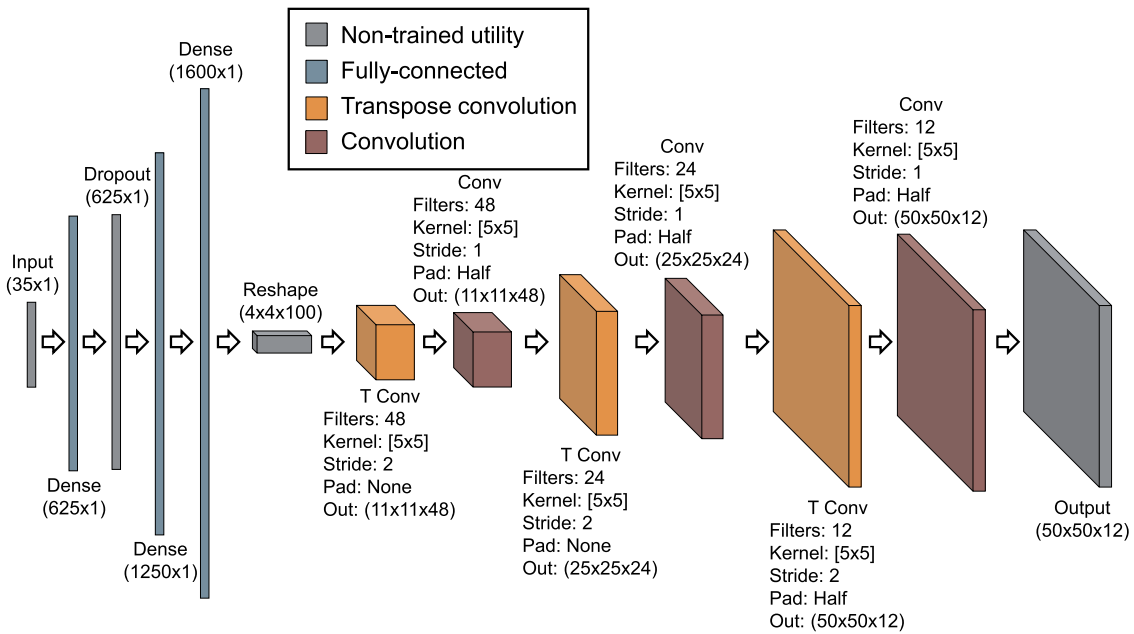 Non-trained utility
Fully-connected
Transpose convolution
Convolution
Input
(35x1)
Dense
(625x1)
Dropout
(625x1)
Dense
(1250x1)
Dense
(1600x1)
Reshape
(4x4x100)
T Conv
Filters: 48
Kernel: [5x5]
Stride: 2
Pad: None
Out: (11x11x48)
Conv
Filters: 48
Kernel: [5x5]
Stride: 1
Pad: Half
Out: (11x11x48)
T Conv
Filters: 24
Kernel: [5x5]
Stride: 2
Pad: None
Out: (25x25x24)
Conv
Filters: 24
Kernel: [5x5]
Stride: 1
Pad: Half
Out: (25x25x24)
T Conv
Filters: 12
Kernel: [5x5]
Stride: 2
Pad: Half
Out: (50x50x12)
Conv
Filters: 12
Kernel: [5x5]
Stride: 1
Pad: Half
Out: (50x50x12)
Output
(50x50x12)